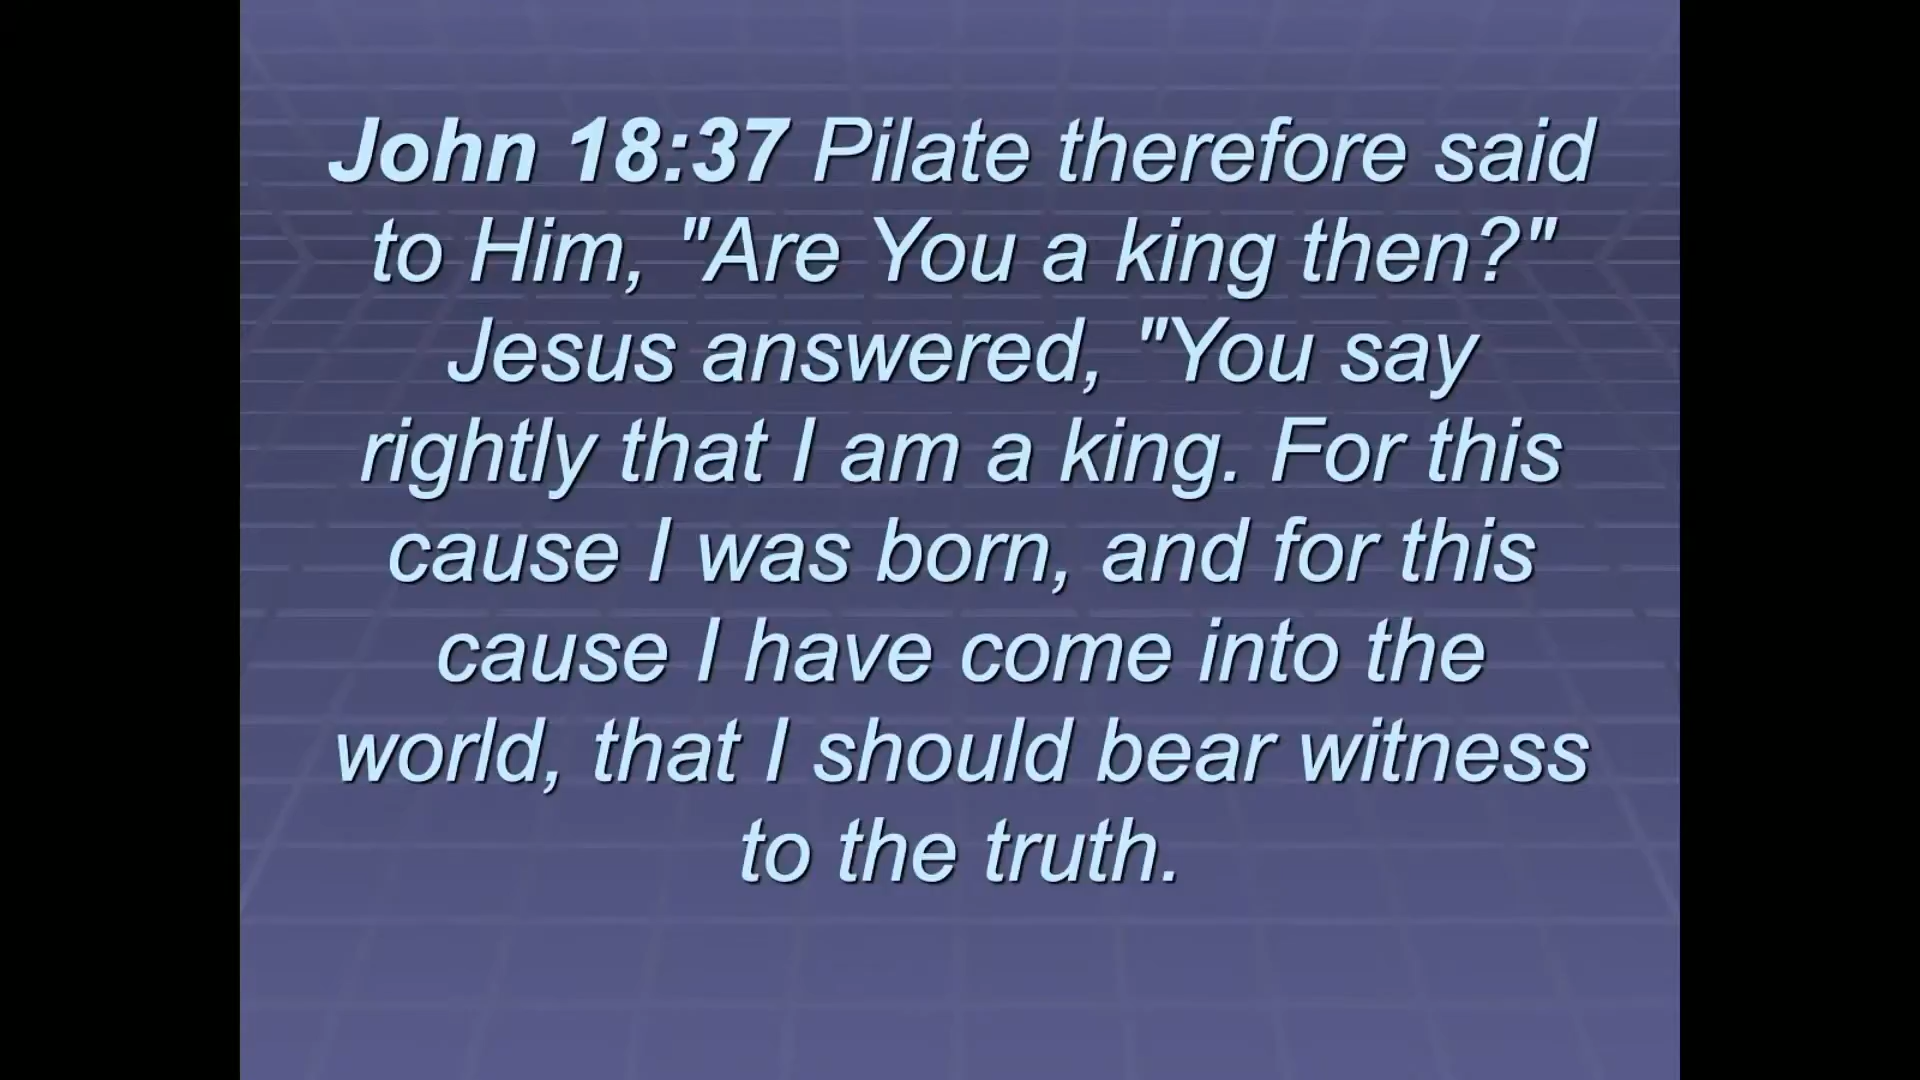 John 18:37 Pilate therefore said
to Him, "Are You a king then?"
Jesus answered, "You say
rightly that I am a king. For this
cause I was born, and for this
cause I have come into the
world, that I should bear witness
to the truth.